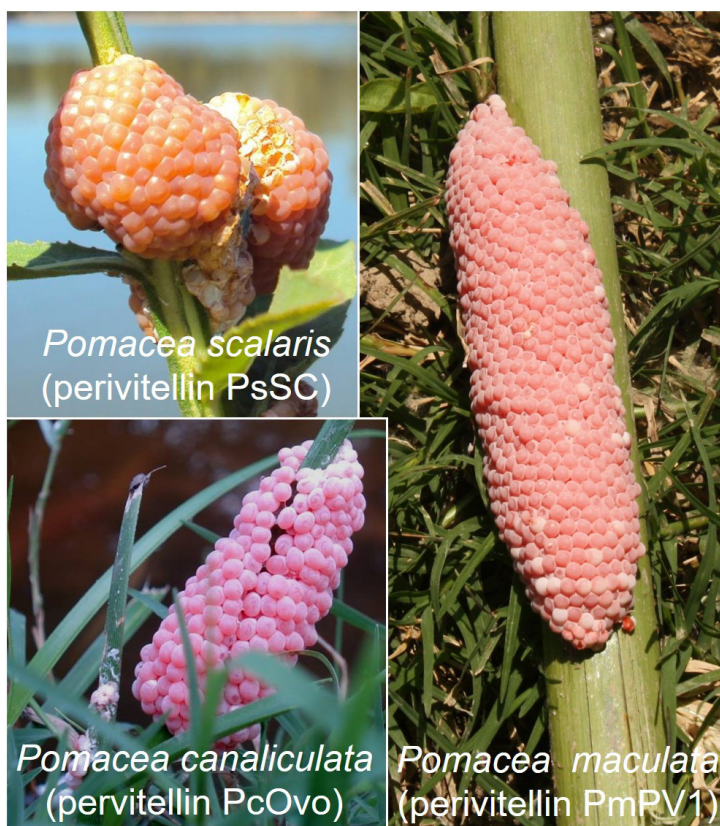 Pomacea scalaris
(perivitellin PsSC)
Pomacea canaliculata
(pervitellin PcOvo)
Pomacea maculata
(perivitellin PmPV1)